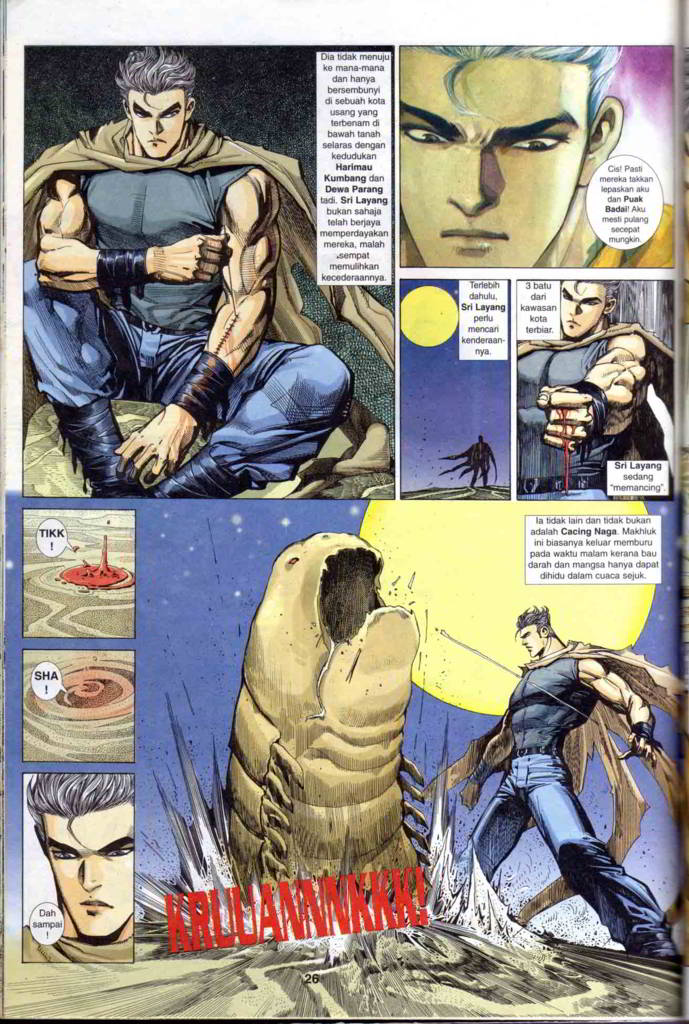 Dia tidak menuju
ke mana-mana
dan hanya
bersembunyi
di sebuah kota
usang yang
terbenam di
bawah tanah
selaras dengan
kedudukan
Harimau
Kumbang dan
Dewa Parang
tadi. Sri Layang
bukan sahaja
telah berjaya
memperdayakan
mereka, malah
sempat
memulihkan
kecederaannya.
Cis! Pasti
mereka takkan
lepaskan aku
dan Puak
Badai! Aku
mesti pulang
secepat
mungkin.
Terlebih
dahulu,
Sri Layang
perlu
mencari
kenderaan-
nya.
3 batu
dari
kawasan
kota
terbiar.
Sri Layang
sedang
"memancing".
TIKK
!
SHA
!
Dah
sampai
!
Ia tidak lain dan tidak bukan
adalah Cacing Naga. Makhluk
ini biasanya keluar memburu
pada waktu malam kerana bau
darah dan mangsa hanya dapat
dihidu dalam cuaca sejuk.
KRUUANNNKKK!
26